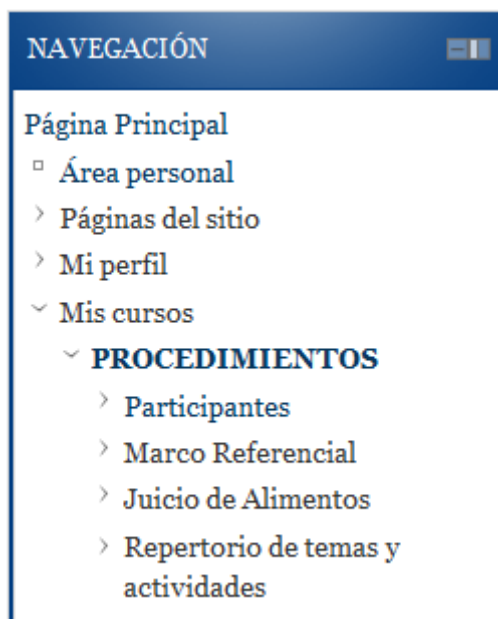 NAVEGACIÓN
Página Principal
Área personal
Páginas del sitio
Mi perfil
Mis cursos
PROCEDIMIENTOS
Participantes
Marco Referencial
Juicio de Alimentos
Repertorio de temas y
actividades